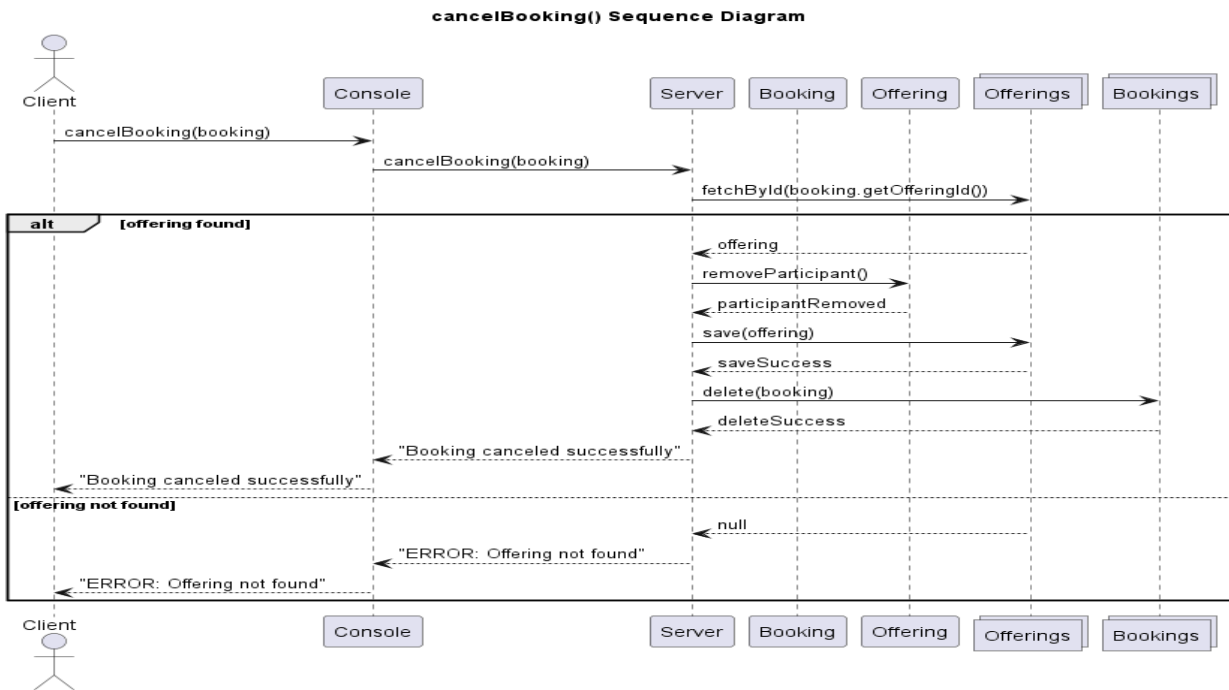 cancelBooking() Sequence Diagram
Client
Console
Server
Booking
Offering
Offerings
Bookings
cancelBooking(booking)
cancelBooking(booking)
fetchById(booking.getOfferingId())
alt
[offering found]
offering
removeParticipant()
participantRemoved
save(offering)
saveSuccess
delete(booking)
deleteSuccess
"Booking canceled successfully"
"Booking canceled successfully"
[offering not found]
null
"ERROR: Offering not found"
"ERROR: Offering not found"
Client
Console
Server
Booking
Offering
Offerings
Bookings